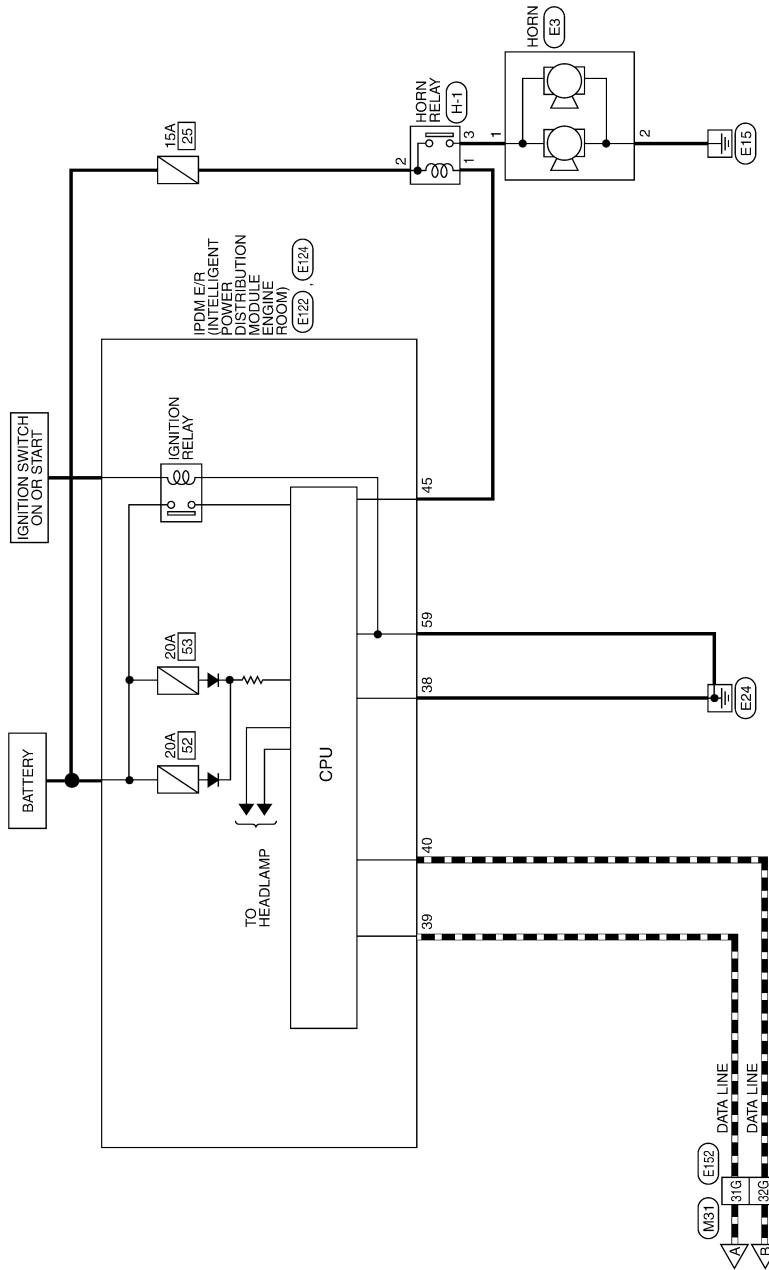 BATTERY
IGNITION SWITCH
ON OR START
20A
52
20A
53
15A
25
IPDM E/R
(INTELLIGENT
POWER
DISTRIBUTION
MODULE
ENGINE
ROOM)
E122 , E124
IGNITION
RELAY
TO
HEADLAMP
CPU
39
40
38
59
45
2
1
3
HORN
RELAY
H-1
1
HORN
E3
2
E15
E24
DATA LINE
DATA LINE
M31
E152
31G
32G
A
B